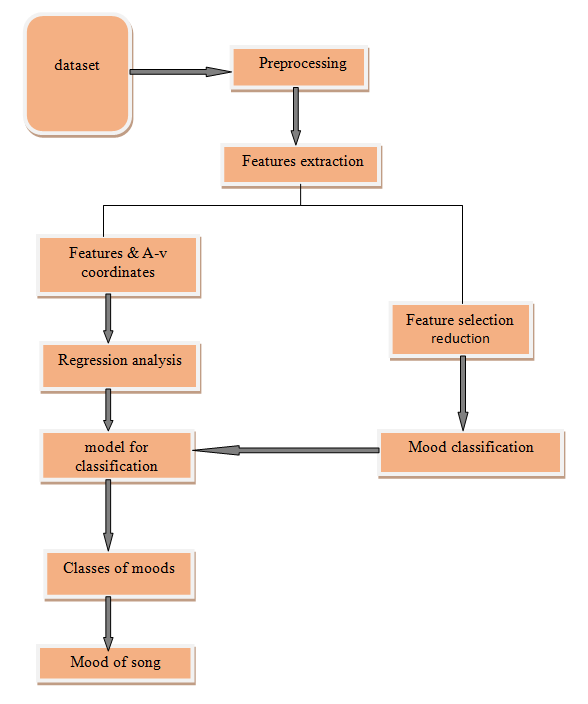 dataset
Preprocessing
Features extraction
Features & A-v
coordinates
Feature selection
reduction
Regression analysis
model for
classification
Mood classification
Classes of moods
Mood of song